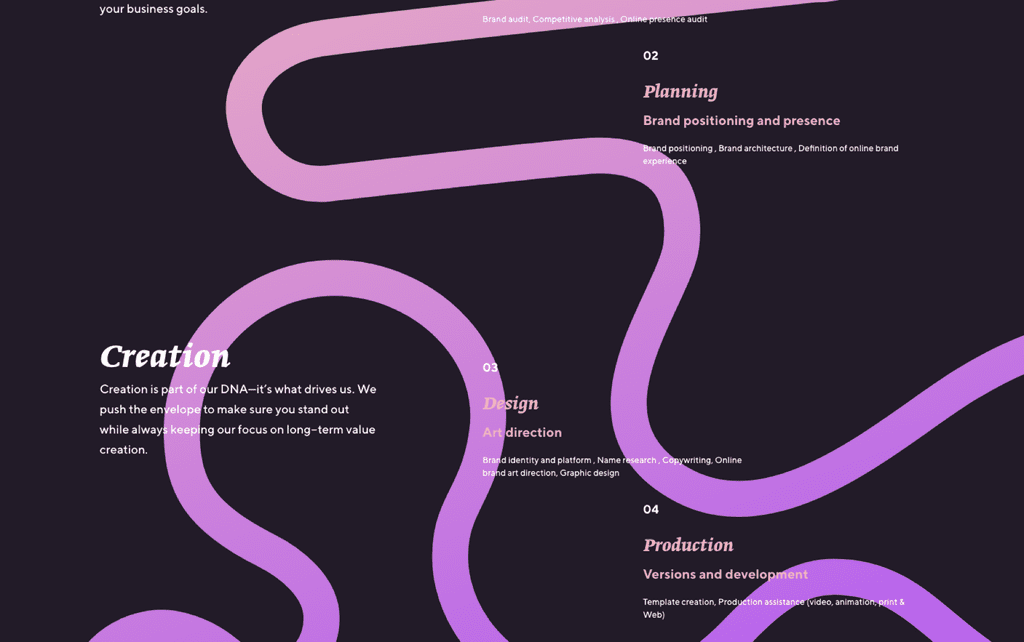 your business goals.
Brand audit, Competitive analysis , Online presence audit
02
Planning
Brand positioning and presence
Brand positioning , Brand architecture , Definition of online brand
experience
Creation
Creation is part of our DNA—it’s what drives us. We
push the envelope to make sure you stand out
while always keeping our focus on long-term value
creation.
03
Design
Art direction
Brand identity and platform , Name research , Copywriting, Online
brand art direction, Graphic design
04
Production
Versions and development
Template creation, Production assistance (video, animation, print &
Web)